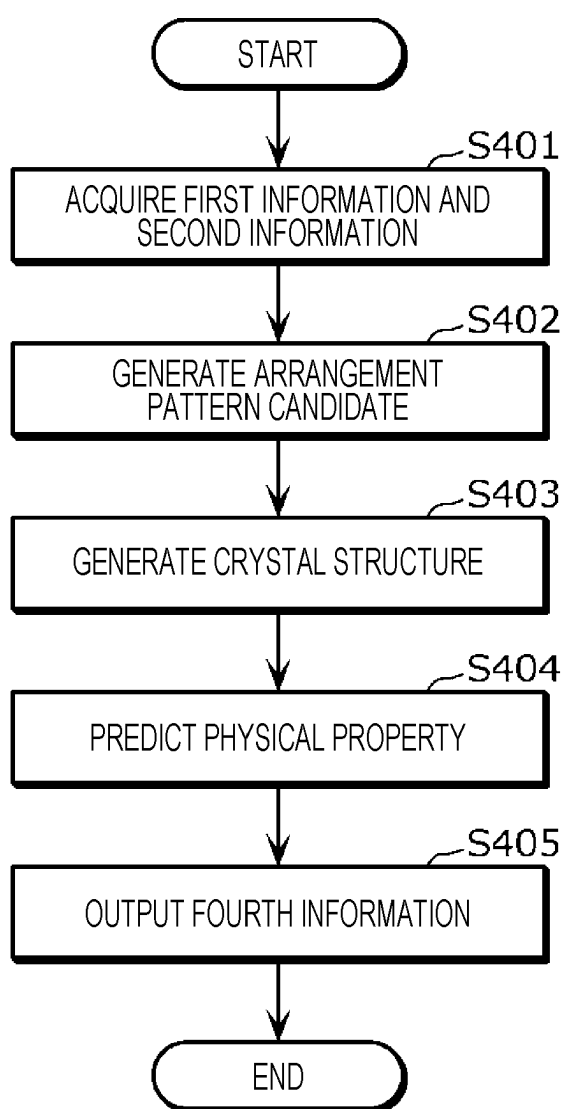 START
S401
ACQUIRE FIRST INFORMATION AND
SECOND INFORMATION
S402
GENERATE ARRANGEMENT
PATTERN CANDIDATE
S403
GENERATE CRYSTAL STRUCTURE
S404
PREDICT PHYSICAL PROPERTY
S405
OUTPUT FOURTH INFORMATION
END